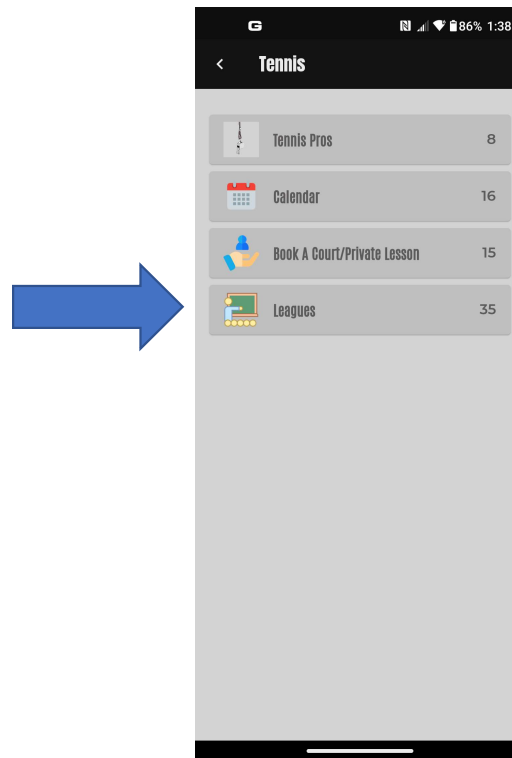 G 86% 1:38
< Tennis
Tennis Pros 8
Calendar 16
Book A Court/Private Lesson 15
Leagues 35